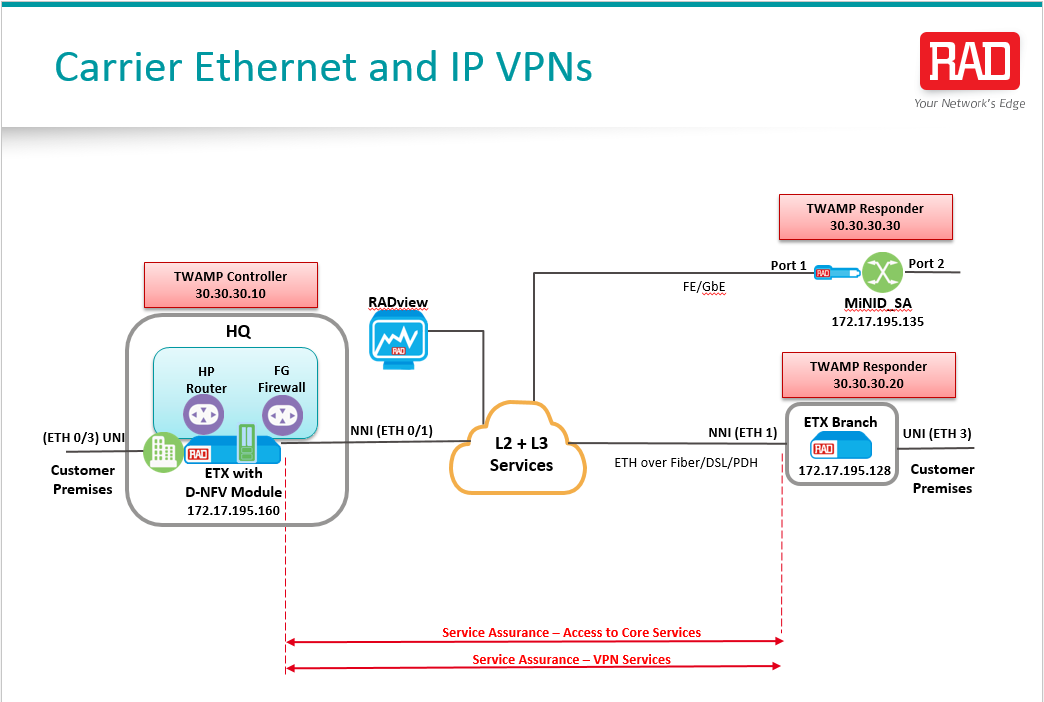 Carrier Ethernet and IP VPNs
RAD
Your Network's Edge
TWAMP Responder
30.30.30.30
TWAMP Controller
30.30.30.10
Port 1
RAD
Port 2
FE/GbE
MiNID_SA
172.17.195.135
RADview
RAD
HQ
HP
Router
FG
Firewall
TWAMP Responder
30.30.30.20
(ETH 0/3) UNI
RAD
NNI (ETH 0/1)
L2 + L3
Services
NNI (ETH 1)
ETH over Fiber/DSL/PDH
ETX Branch
RAD
172.17.195.128
UNI (ETH 3)
Customer
Premises
Customer
Premises
ETX with
D-NFV Module
172.17.195.160
Service Assurance – Access to Core Services
Service Assurance – VPN Services